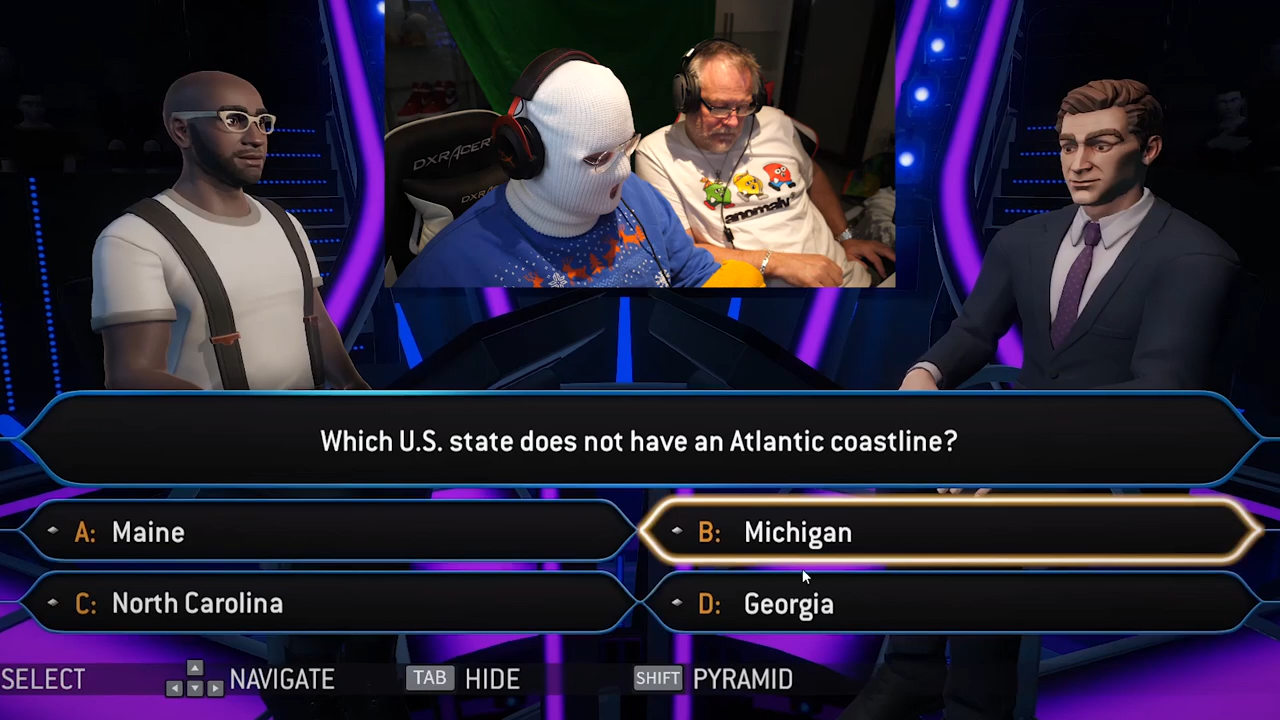 DXRACER
DXR
anomaly
Which U.S. state does not have an Atlantic coastline?
A: Maine
B: Michigan
C: North Carolina
D: Georgia
SELECT
NAVIGATE
TAB HIDE
SHIFT PYRAMID